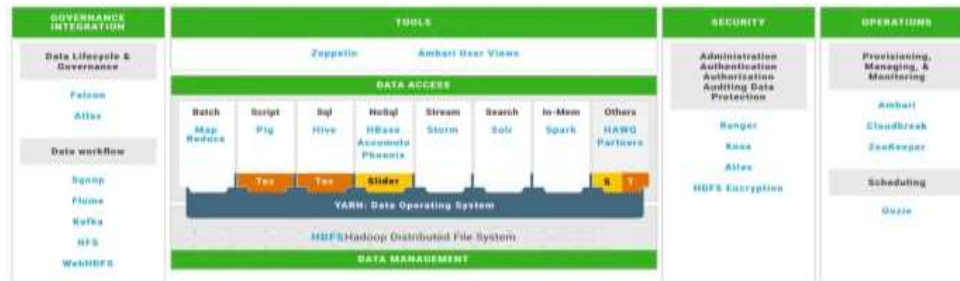 GOVERNANCE
INTEGRATION
Data Lifecycle &
Governance
Falcon
Atlas
Data workflow
Sqoop
Flume
Kafka
NFS
WebHDFS
TOOLS
Zeppelin
Ambari User Views
DATA ACCESS
Batch
Map
Reduce
Script
Pig
Sql
Hive
NoSql
HBase
Accumulo
Phoenix
Stream
Storm
Search
Solr
In-Mem
Spark
Others
HAWQ
Partners
Tez
Tez
Slider
S
T
YARN: Data Operating System
HDFS Hadoop Distributed File System
DATA MANAGEMENT
SECURITY
Administration
Authentication
Authorization
Auditing Data
Protection
Ranger
Knox
Atlas
HDFS Encryption
OPERATIONS
Provisioning,
Managing, &
Monitoring
Ambari
Cloudbreak
ZooKeeper
Scheduling
Oozie